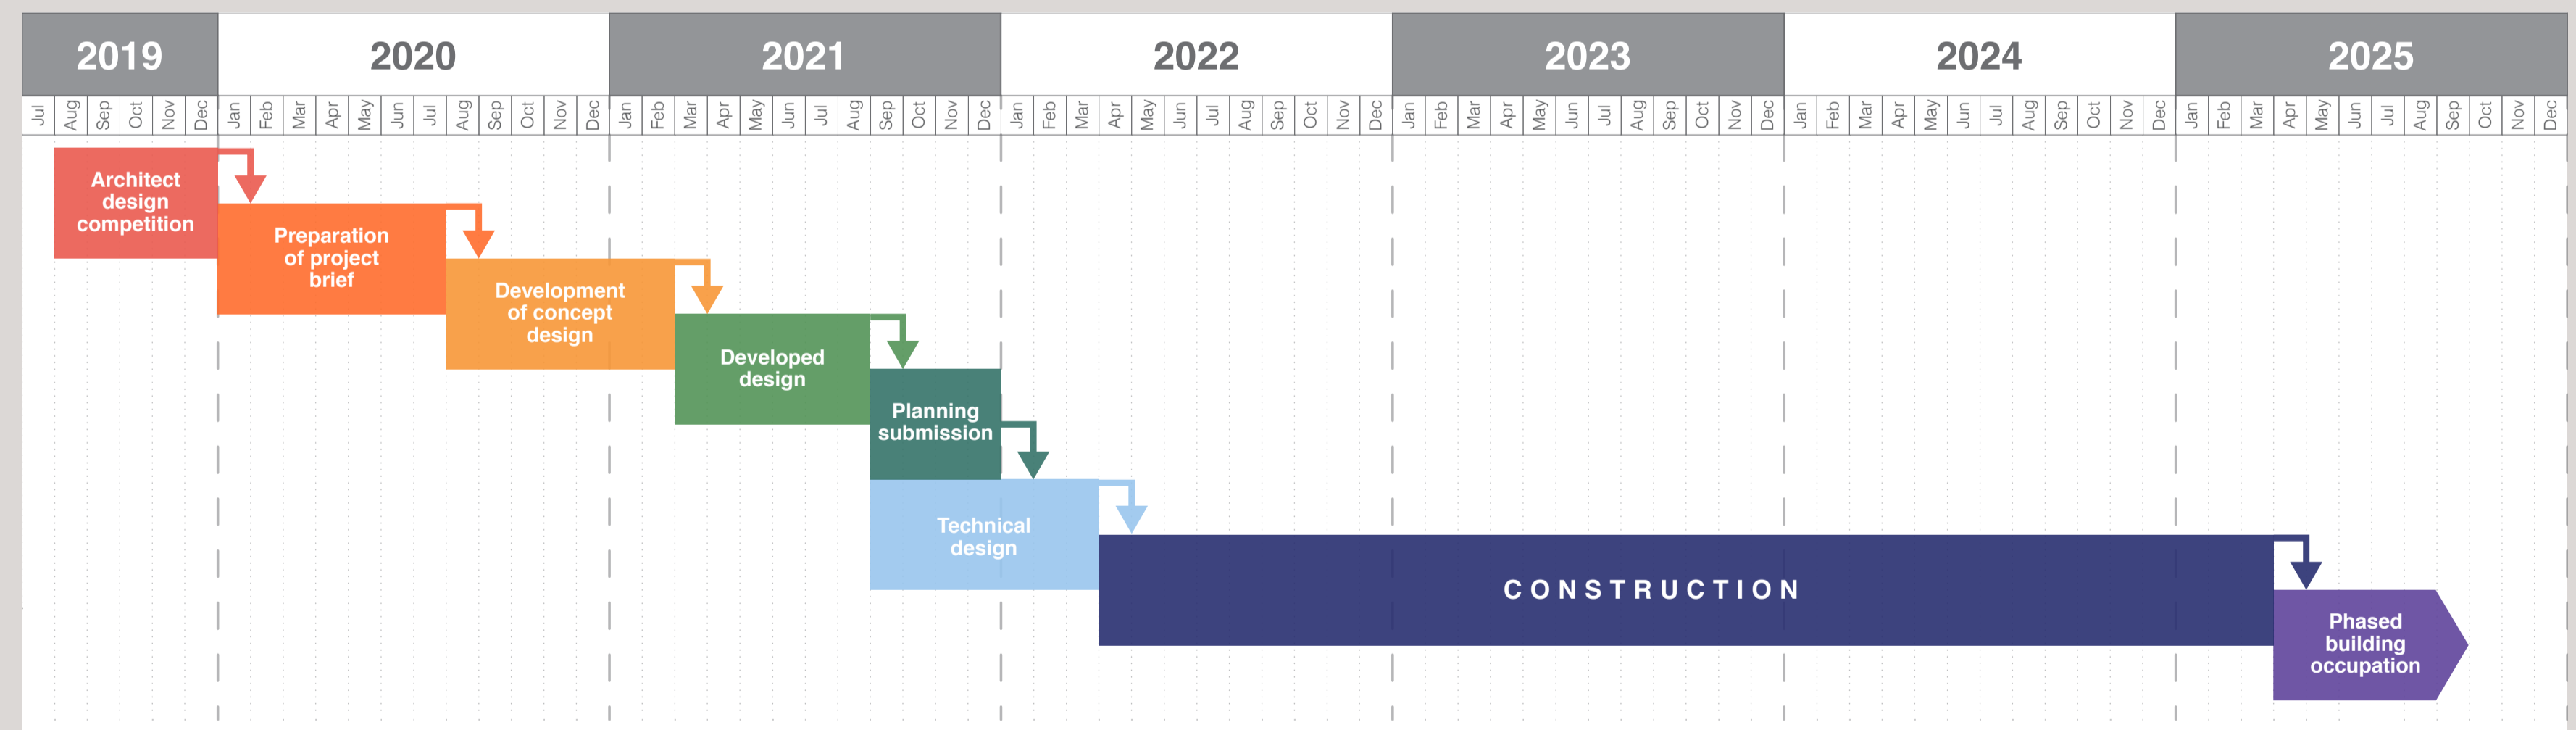 2019 2020 2021 2022 2023 2024 2025
Jul Aug Sep Oct Nov Dec Jan Feb Mar Apr May Jun Jul Aug Sep Oct Nov Dec Jan Feb Mar Apr May Jun Jul Aug Sep Oct Nov Dec Jan Feb Mar Apr May Jun Jul Aug Sep Oct Nov Dec Jan Feb Mar Apr May Jun Jul Aug Sep Oct Nov Dec Jan Feb Mar Apr May Jun Jul Aug Sep Oct Nov Dec Jan Feb Mar Apr May Jun Jul Aug Sep Oct Nov Dec
Architect
design
competition
Preparation
of project
brief
Development
of concept
design
Developed
design
Planning
submission
Technical
design
CONSTRUCTION
Phased
building
occupation